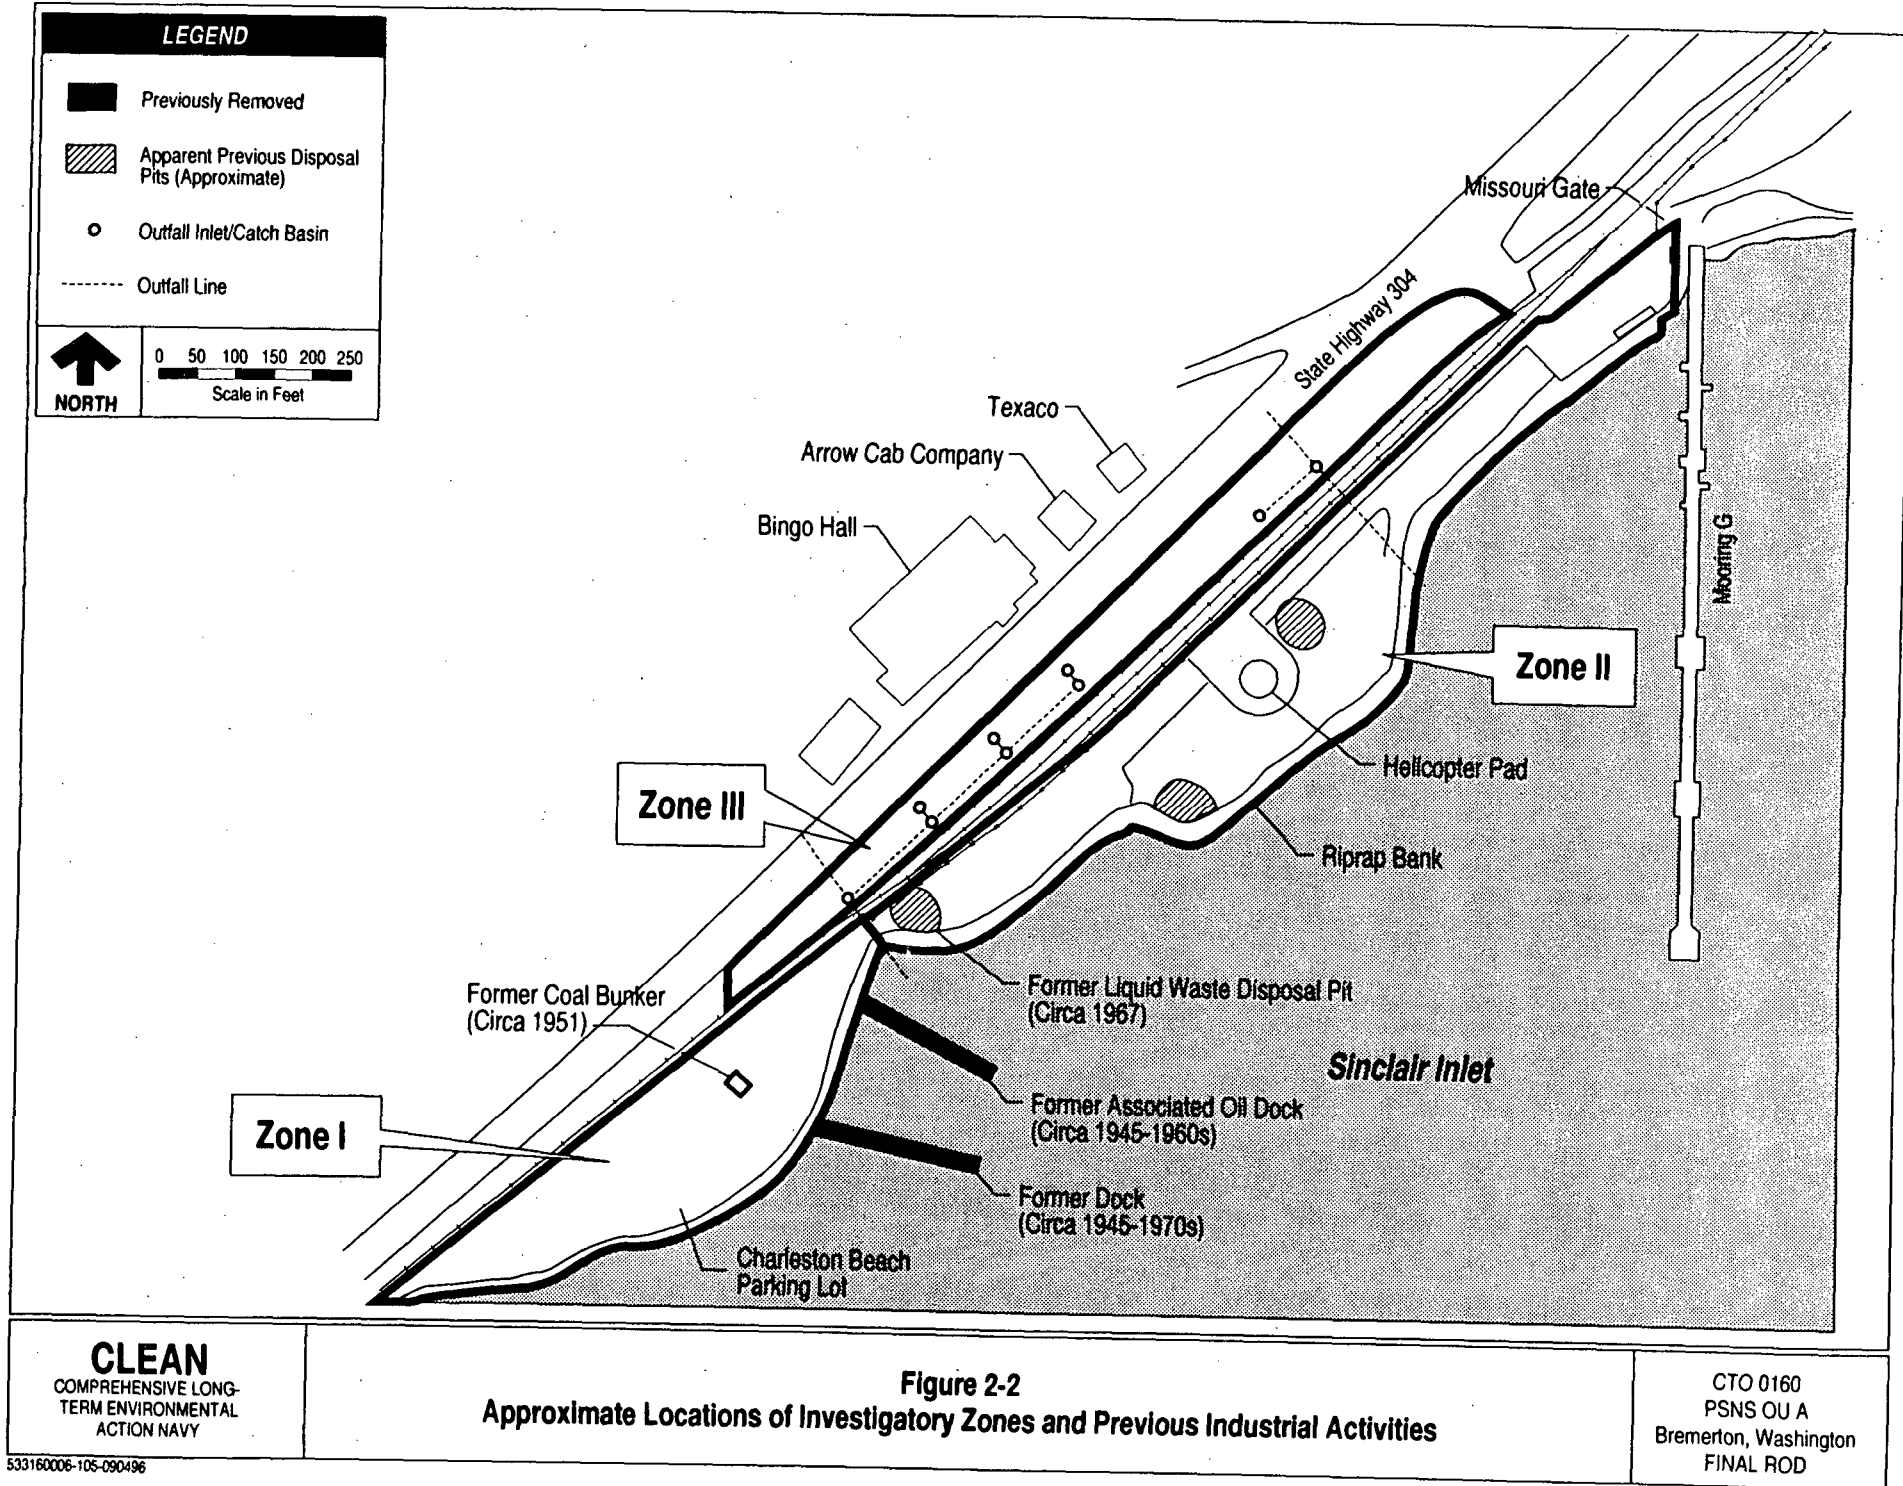 LEGEND
Previously Removed
Apparent Previous Disposal
Pits (Approximate)
Outfall Inlet/Catch Basin
Outfall Line
NORTH
0 50 100 150 200 250
Scale in Feet
Missouri Gate
State Highway 304
Texaco
Arrow Cab Company
Bingo Hall
Mooring G
Zone II
Helicopter Pad
Zone III
Riprap Bank
Former Coal Bunker
(Circa 1951)
Former Liquid Waste Disposal Pit
(Circa 1967)
Sinclair Inlet
Former Associated Oil Dock
(Circa 1945-1960s)
Zone I
Former Dock
(Circa 1945-1970s)
Charleston Beach
Parking Lot
CLEAN
COMPREHENSIVE LONG-
TERM ENVIRONMENTAL
ACTION NAVY
Figure 2-2
Approximate Locations of Investigatory Zones and Previous Industrial Activities
CTO 0160
PSNS OU A
Bremerton, Washington
FINAL ROD
533160006-105-090496